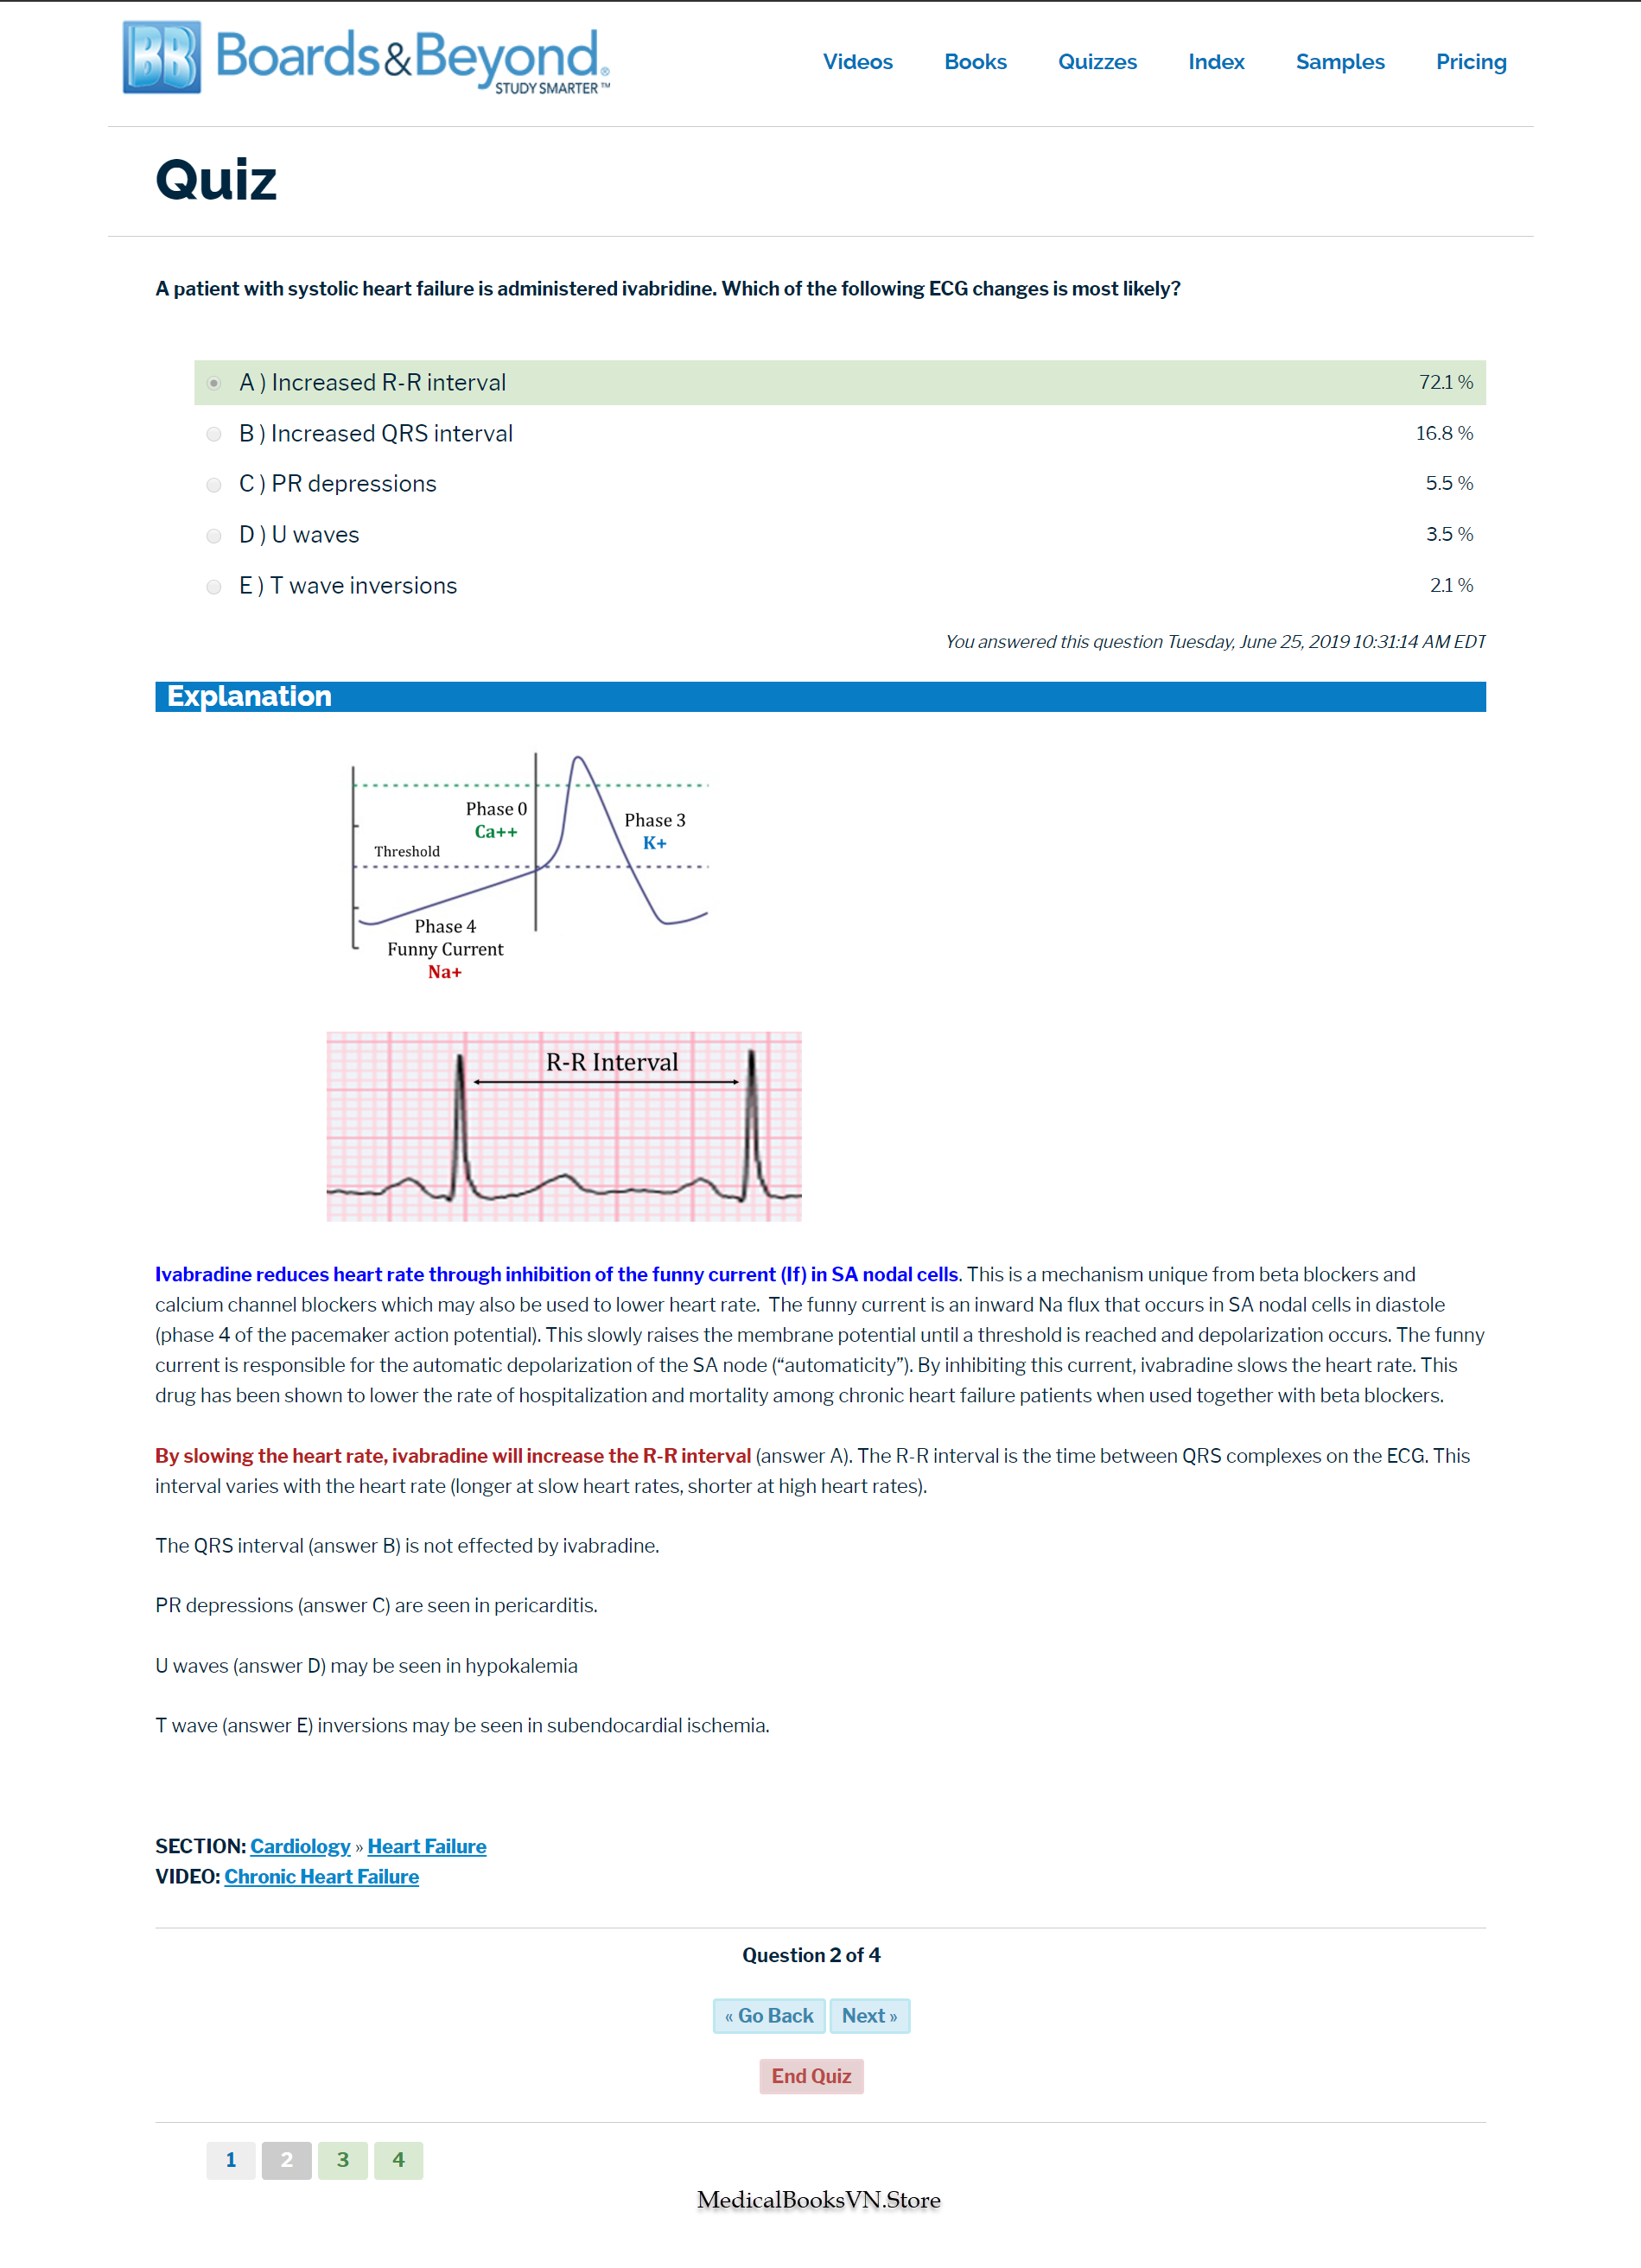 BB Boards&Beyond®
STUDY SMARTER™
Videos Books Quizzes Index Samples Pricing
Quiz
A patient with systolic heart failure is administered ivabridine. Which of the following ECG changes is most likely?
A ) Increased R-R interval 72.1 %
B ) Increased QRS interval 16.8 %
C ) PR depressions 5.5 %
D ) U waves 3.5 %
E ) T wave inversions 2.1 %
You answered this question Tuesday, June 25, 2019 10:31:14 AM EDT
Explanation
Phase 0
Ca++
Phase 3
K+
Threshold
Phase 4
Funny Current
Na+
R-R Interval
Ivabradine reduces heart rate through inhibition of the funny current (If) in SA nodal cells. This is a mechanism unique from beta blockers and
calcium channel blockers which may also be used to lower heart rate. The funny current is an inward Na flux that occurs in SA nodal cells in diastole
(phase 4 of the pacemaker action potential). This slowly raises the membrane potential until a threshold is reached and depolarization occurs. The funny
current is responsible for the automatic depolarization of the SA node (“automaticity”). By inhibiting this current, ivabradine slows the heart rate. This
drug has been shown to lower the rate of hospitalization and mortality among chronic heart failure patients when used together with beta blockers.
By slowing the heart rate, ivabradine will increase the R-R interval (answer A). The R-R interval is the time between QRS complexes on the ECG. This
interval varies with the heart rate (longer at slow heart rates, shorter at high heart rates).
The QRS interval (answer B) is not effected by ivabradine.
PR depressions (answer C) are seen in pericarditis.
U waves (answer D) may be seen in hypokalemia
T wave (answer E) inversions may be seen in subendocardial ischemia.
SECTION: Cardiology » Heart Failure
VIDEO: Chronic Heart Failure
Question 2 of 4
« Go Back Next »
End Quiz
1 2 3 4
MedicalBooksVN.Store